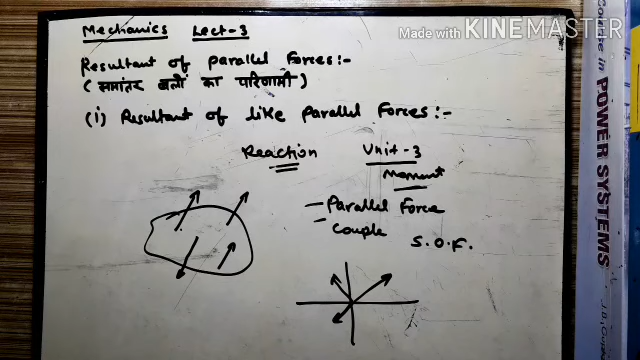 Mechanics Lect-3
Made with KINEMASTER
Resultant of parallel Forces:-
(समांतर बलों का परिणामी)
(i) Resultant of like Parallel Forces:-
Reaction Unit-3
Moment
- Parallel Force
- Couple
S.O.F.
POWER SYSTEMS